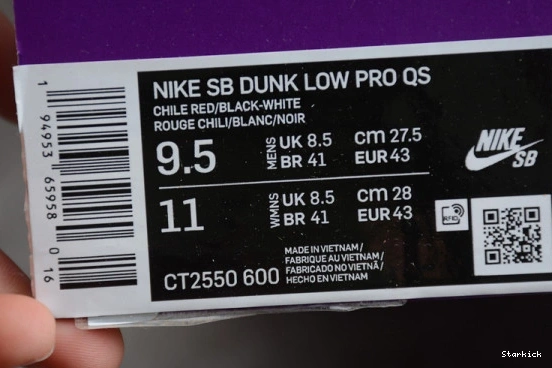 NIKE SB DUNK LOW PRO QS
CHILE RED/BLACK-WHITE
ROUGE CHILI/BLANC/NOIR
9.5 MENS UK 8.5 cm 27.5
BR 41 EUR 43
11 WMNS UK 8.5 cm 28
BR 41 EUR 43
NIKE
SB
RFID
CT2550 600
MADE IN VIETNAM/
FABRIQUE AU VIETNAM/
FABRICADO NO VIETNÃ/
HECHO EN VIETNAM
1 94953 65958 0 16
Starkick